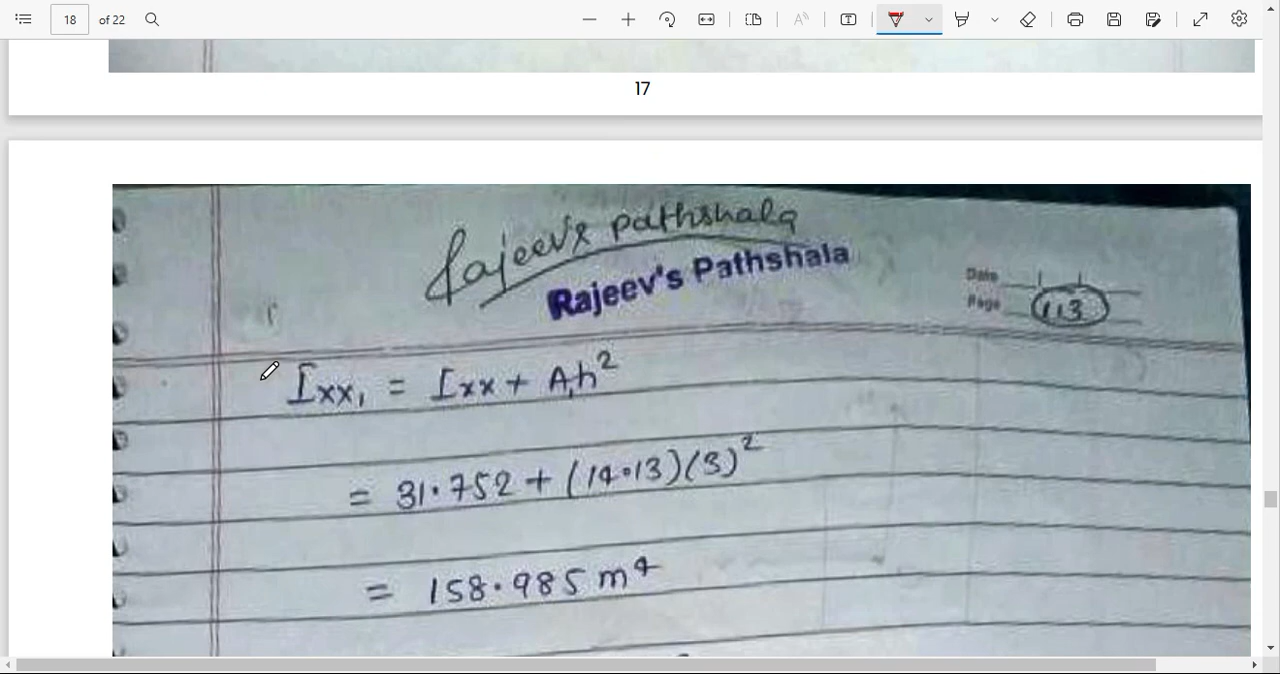 18 of 22
17
Rajeev's pathshala
Rajeev's Pathshala
Date
Page 113
Ixx₁ = Ixx + A₁h²
= 31.752 + (14.13)(3)²
= 158.985 m⁴